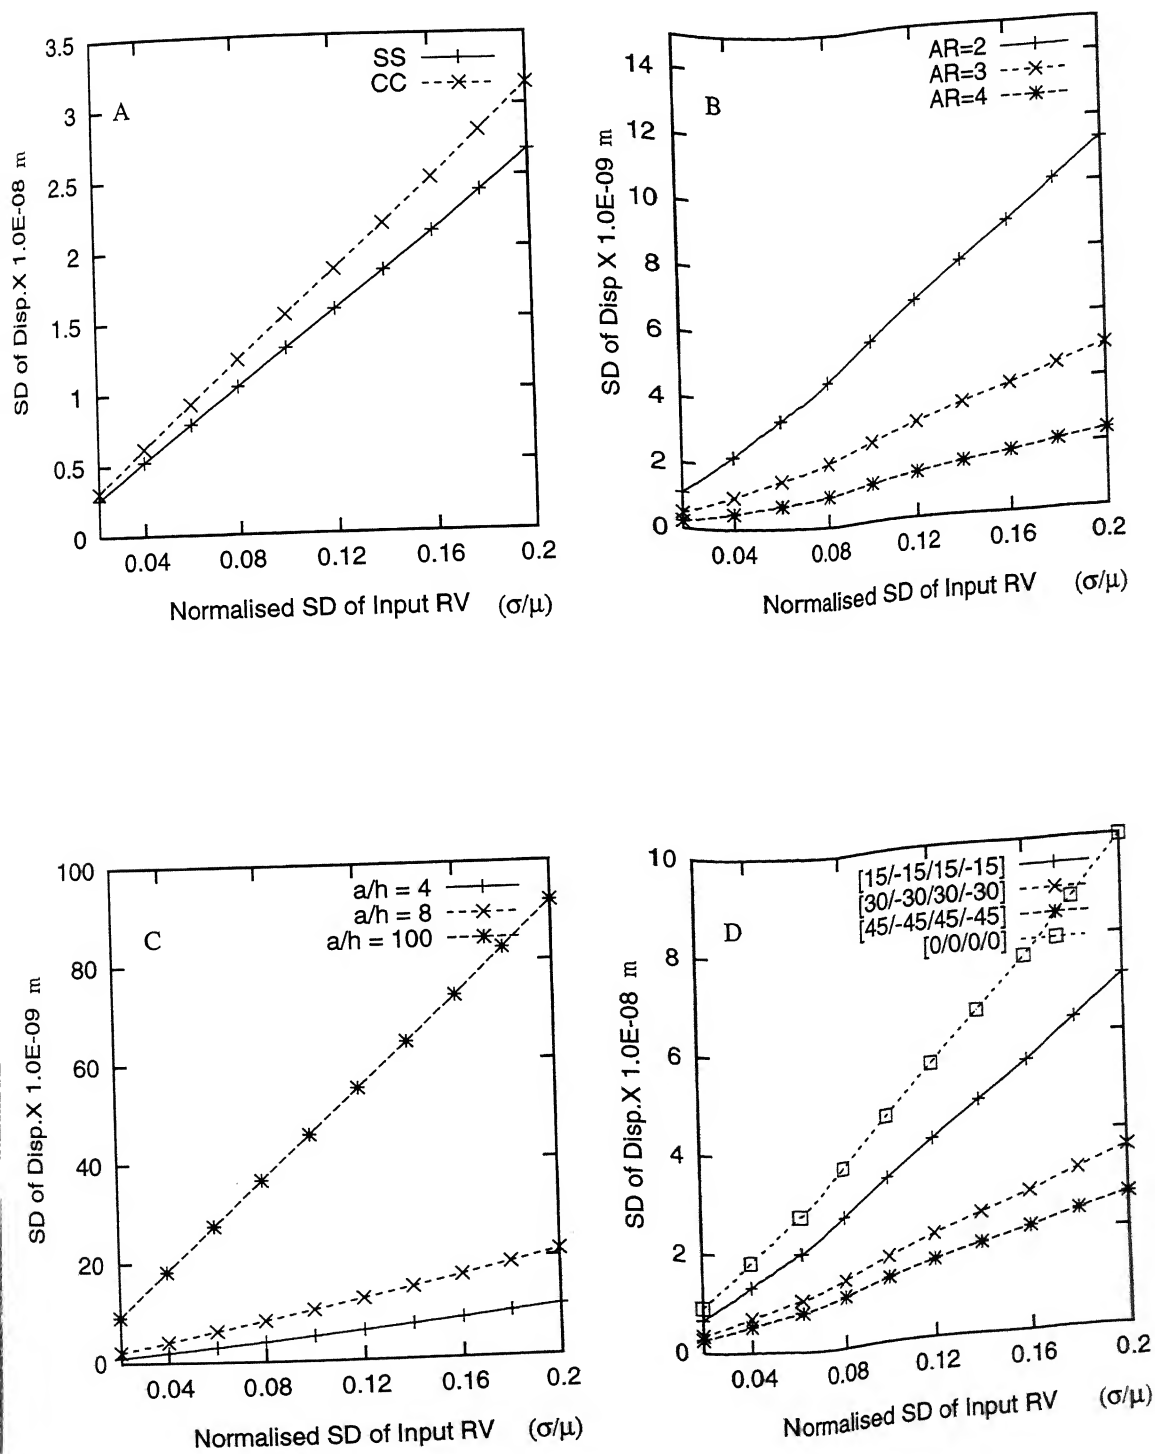 3.5
3
2.5
2
1.5
1
0.5
0
SS
CC
A
SD of Disp.X 1.0E-08 m
0.04
0.08
0.12
0.16
0.2
Normalised SD of Input RV (σ/μ)
14
12
10
8
6
4
2
0
AR=2
AR=3
AR=4
B
SD of Disp X 1.0E-09 m
0.04
0.08
0.12
0.16
0.2
Normalised SD of Input RV (σ/μ)
100
80
60
40
20
0
a/h = 4
a/h = 8
a/h = 100
C
SD of Disp.X 1.0E-09 m
0.04
0.08
0.12
0.16
0.2
Normalised SD of Input RV (σ/μ)
10
8
6
4
2
0
[15/-15/15/-15]
[30/-30/30/-30]
[45/-45/45/-45]
[0/0/0/0]
D
SD of Disp.X 1.0E-08 m
0.04
0.08
0.12
0.16
0.2
Normalised SD of Input RV (σ/μ)